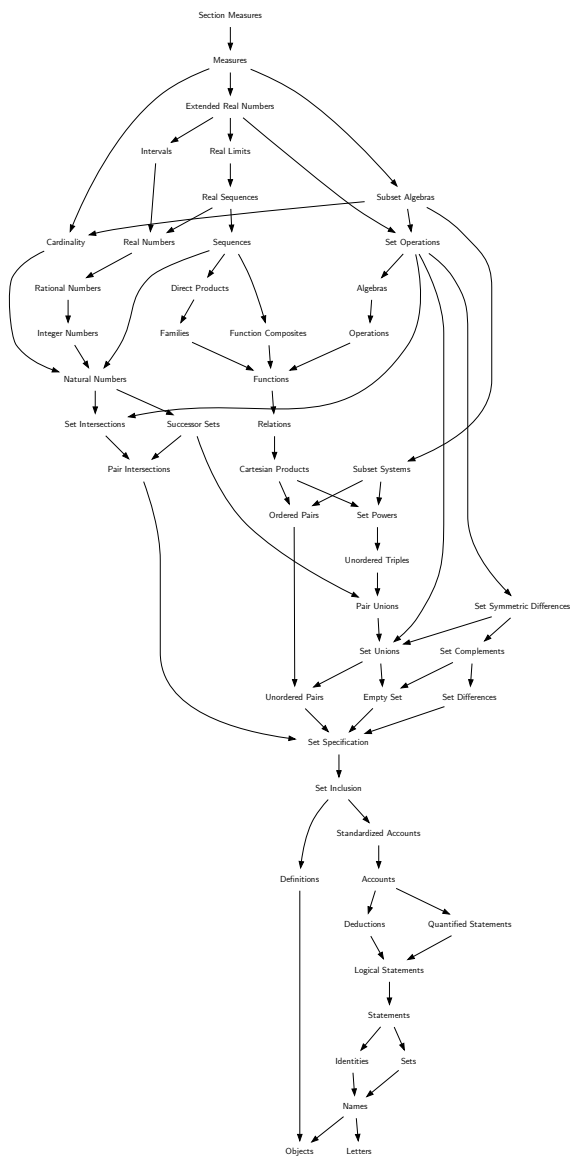 Section Measures
Measures
Extended Real Numbers
Intervals
Real Limits
Real Sequences
Subset Algebras
Cardinality
Real Numbers
Sequences
Set Operations
Rational Numbers
Direct Products
Algebras
Integer Numbers
Families
Function Composites
Operations
Natural Numbers
Functions
Set Intersections
Successor Sets
Relations
Pair Intersections
Cartesian Products
Subset Systems
Ordered Pairs
Set Powers
Unordered Triples
Pair Unions
Set Symmetric Differences
Set Unions
Set Complements
Unordered Pairs
Empty Set
Set Differences
Set Specification
Set Inclusion
Standardized Accounts
Definitions
Accounts
Deductions
Quantified Statements
Logical Statements
Statements
Identities
Sets
Names
Objects
Letters